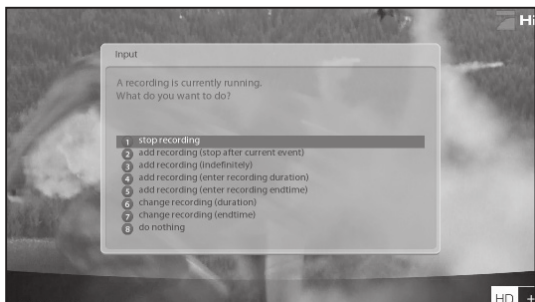 Hi
Input
A recording is currently running.
What do you want to do?
1 stop recording
2 add recording (stop after current event)
3 add recording (indefinitely)
4 add recording (enter recording duration)
5 add recording (enter recording endtime)
6 change recording (duration)
7 change recording (endtime)
8 do nothing
HD +